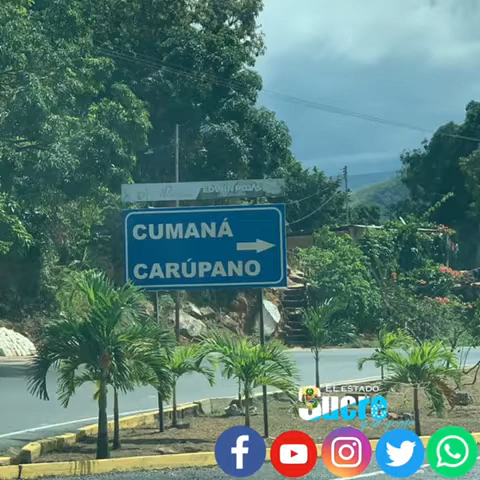 EDWIN ROJAS
CUMANÁ
CARÚPANO
EL ESTADO
Sucre